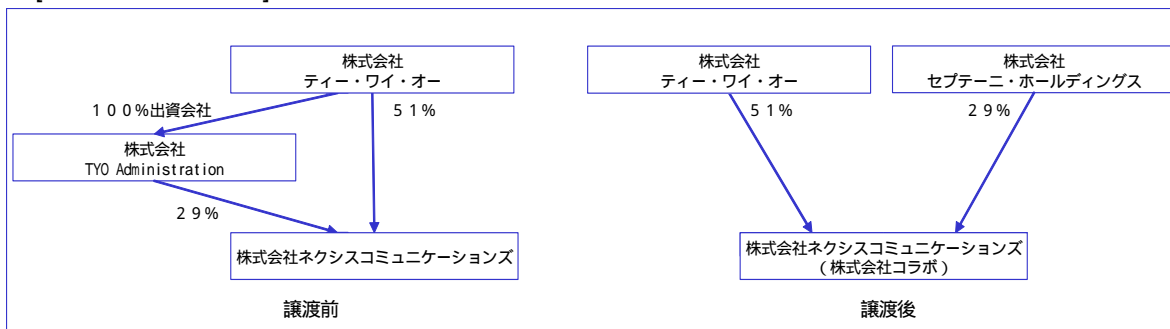 株式会社
ティー・ワイ・オー
100%出資会社
51%
株式会社
TYO Administration
29%
株式会社ネクシスコミュニケーションズ
譲渡前
株式会社
ティー・ワイ・オー
株式会社
セプテーニ・ホールディングス
51%
29%
株式会社ネクシスコミュニケーションズ
(株式会社コラボ)
譲渡後